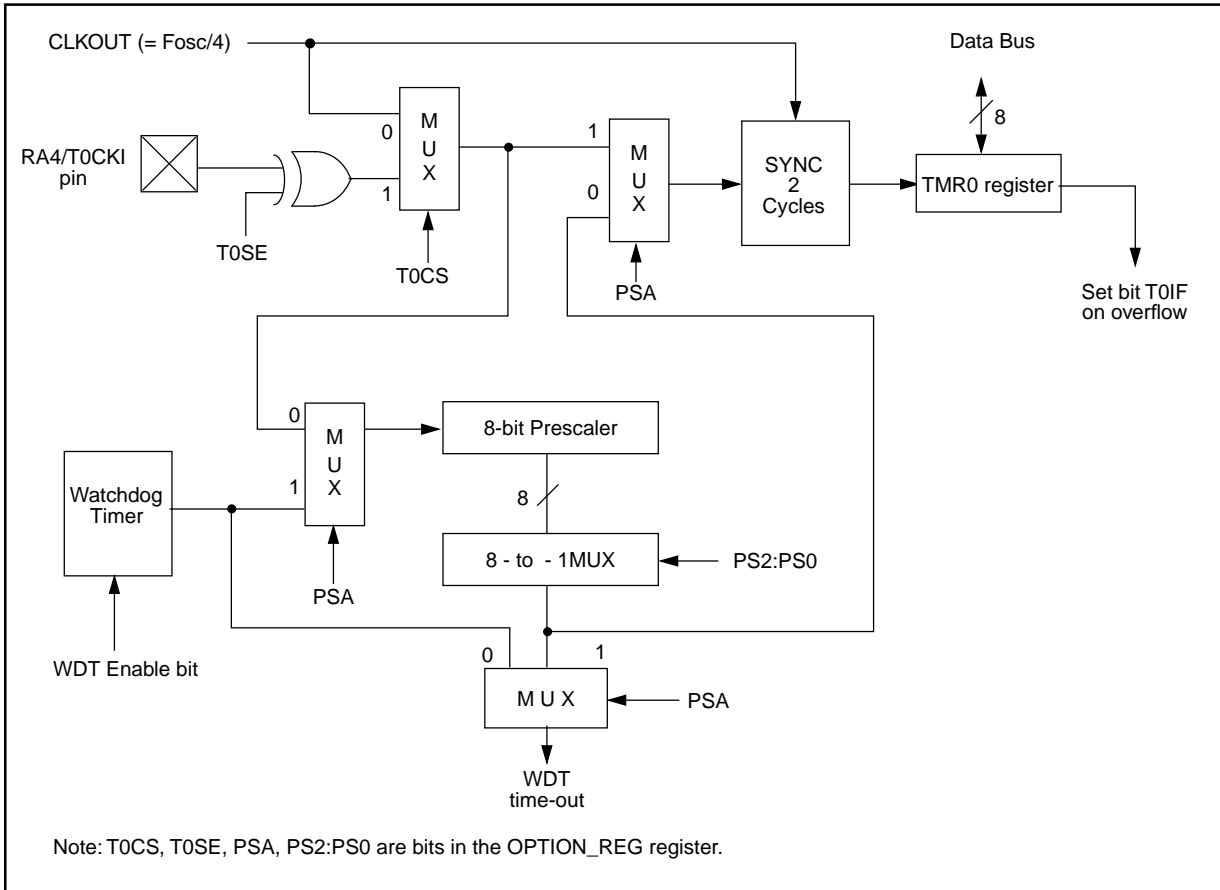 CLKOUT (= Fosc/4)
Data Bus
8
RA4/T0CKI
pin
T0SE
0
1
M
U
X
T0CS
1
0
M
U
X
PSA
SYNC
2
Cycles
TMR0 register
Set bit T0IF
on overflow
Watchdog
Timer
WDT Enable bit
0
1
M
U
X
PSA
8-bit Prescaler
8
8 - to - 1MUX
PS2:PS0
0
1
M U X
PSA
WDT
time-out
Note: T0CS, T0SE, PSA, PS2:PS0 are bits in the OPTION_REG register.